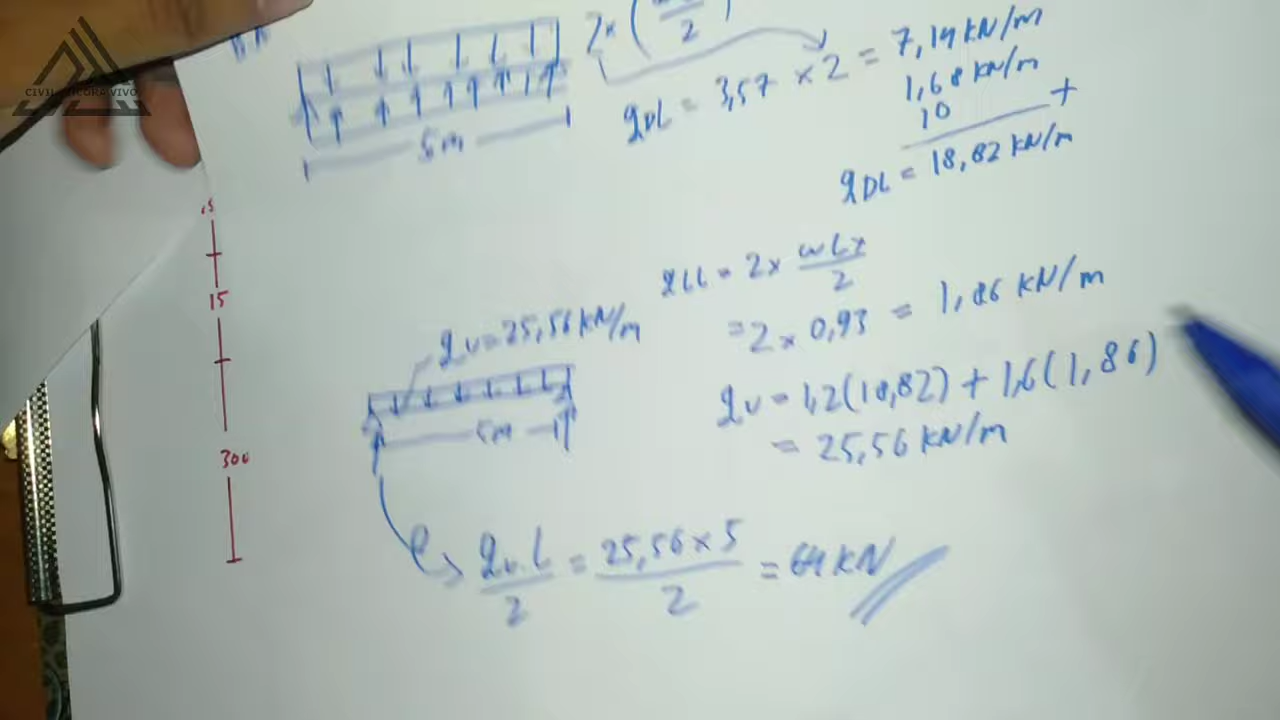 2 × (
2
qDL = 3,57 × 2 = 7,14 kN/m
1,68 kN/m
10 +
qDL = 18,82 kN/m
5m
15
300
qLL = 2 × wLx
2
= 2 × 0,93 = 1,86 kN/m
qu = 1,2(18,82) + 1,6(1,86)
= 25,56 kN/m
qu = 25,56 kN/m
5m
qu.L = 25,56 × 5 = 64 kN
2 2